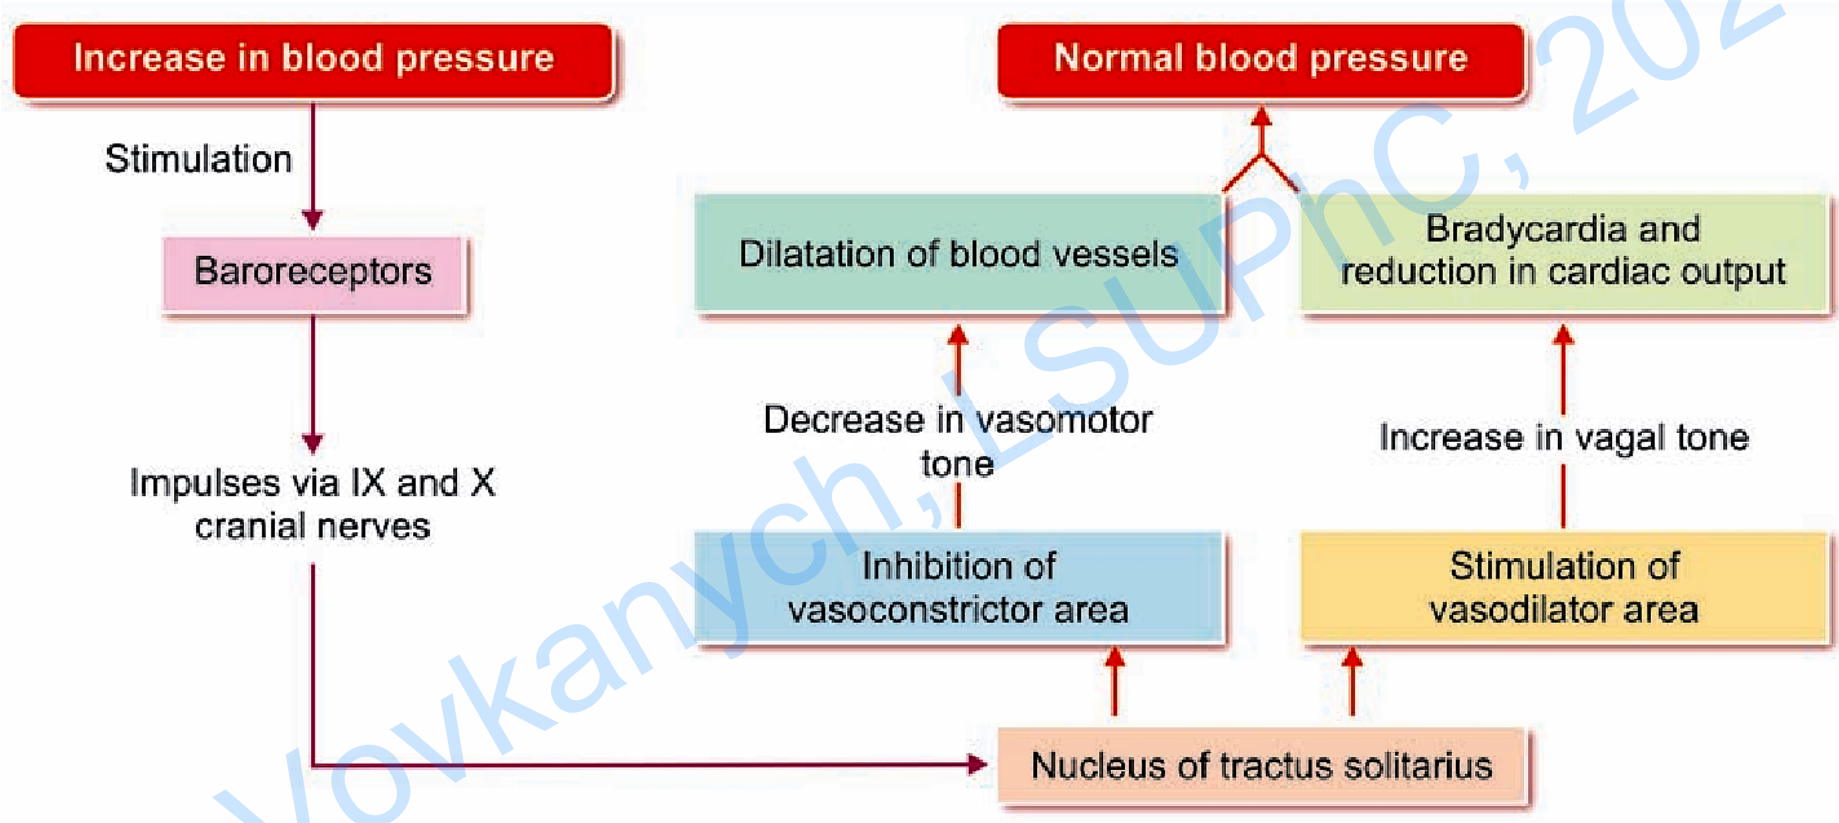 Increase in blood pressure
Stimulation
Baroreceptors
Impulses via IX and X
cranial nerves
Normal blood pressure
Dilatation of blood vessels
Bradycardia and
reduction in cardiac output
Decrease in vasomotor
tone
Increase in vagal tone
Inhibition of
vasoconstrictor area
Stimulation of
vasodilator area
Nucleus of tractus solitarius
Vovkanych, LSUPhC, 202